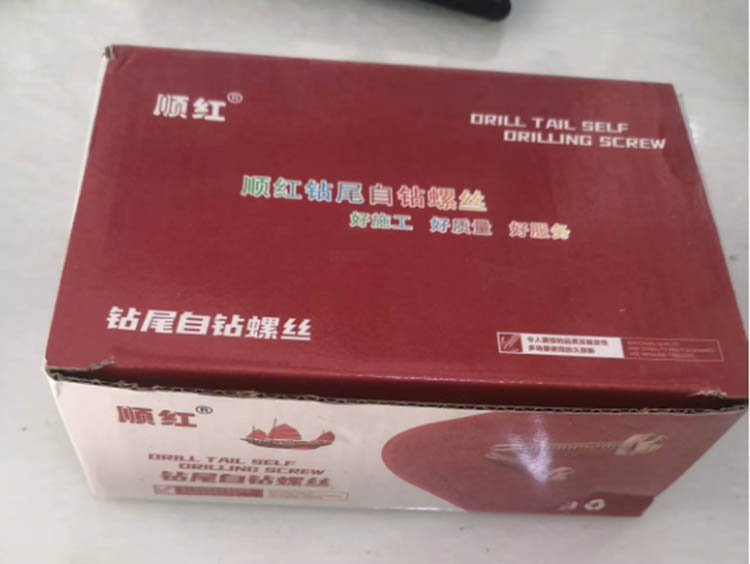 顺红®
DRILL TAIL SELF
DRILLING SCREW
顺红钻尾自钻螺丝
好施工 好质量 好服务
钻尾自钻螺丝
顺红®
DRILL TAIL SELF
DRILLING SCREW
钻尾自钻螺丝